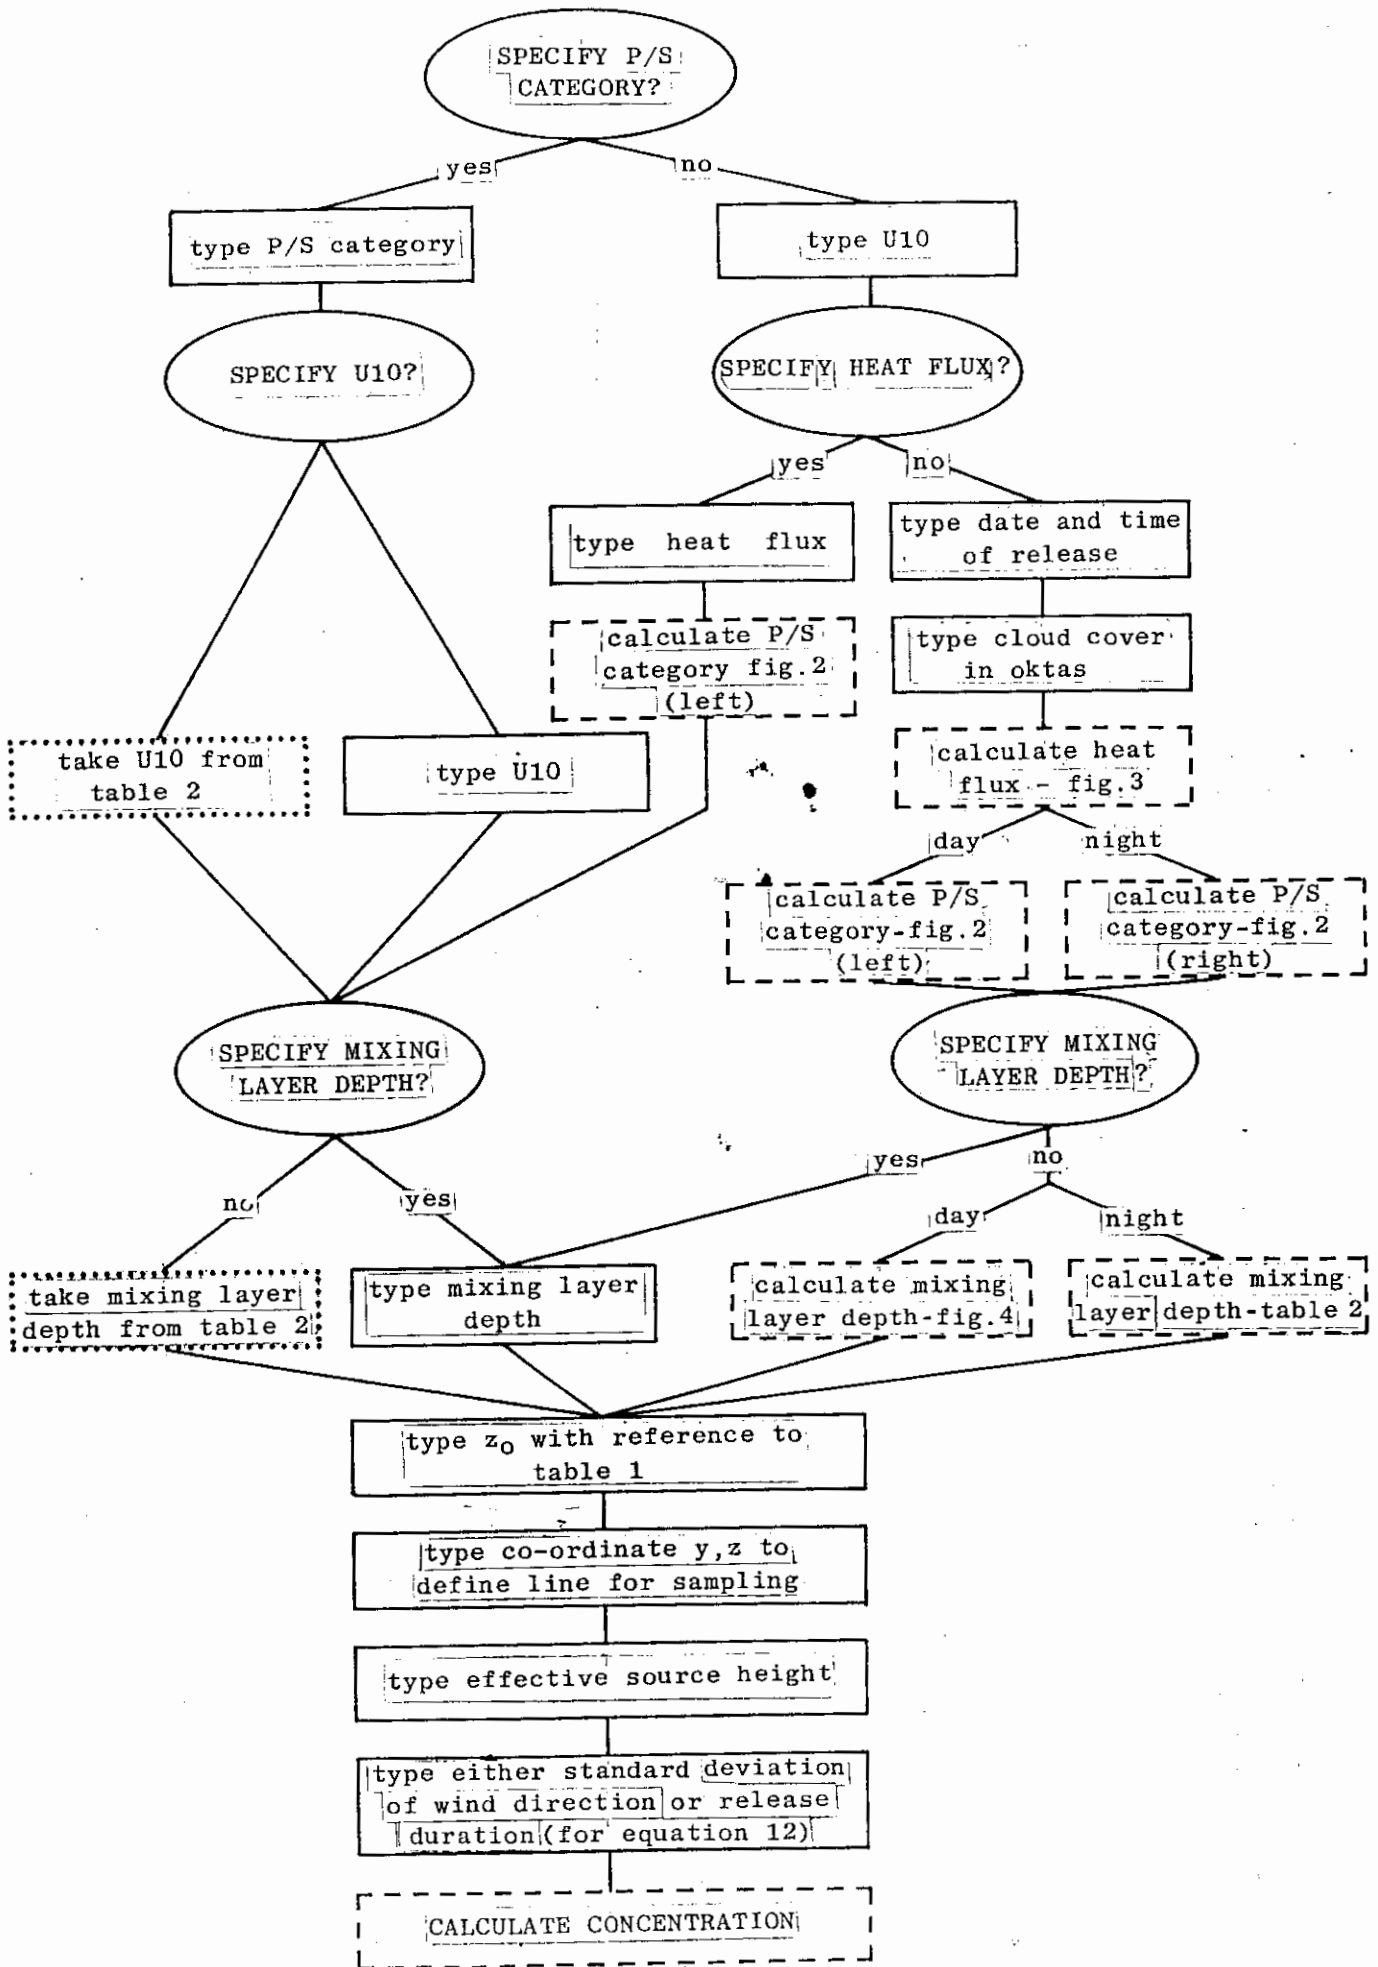 SPECIFY P/S
CATEGORY?
yes
no
type P/S category
type U10
SPECIFY U10?
SPECIFY HEAT FLUX?
yes
no
type heat flux
type date and time
of release
calculate P/S
category fig.2
(left)
type cloud cover
in oktas
take U10 from
table 2
type U10
calculate heat
flux - fig.3
day
night
calculate P/S
category-fig.2
(left)
calculate P/S
category-fig.2
(right)
SPECIFY MIXING
LAYER DEPTH?
SPECIFY MIXING
LAYER DEPTH?
yes
no
no
yes
day
night
take mixing layer
depth from table 2
type mixing layer
depth
calculate mixing
layer depth-fig.4
calculate mixing
layer depth-table 2
type zo with reference to
table 1
type co-ordinate y,z to
define line for sampling
type effective source height
type either standard deviation
of wind direction or release
duration (for equation 12)
CALCULATE CONCENTRATION